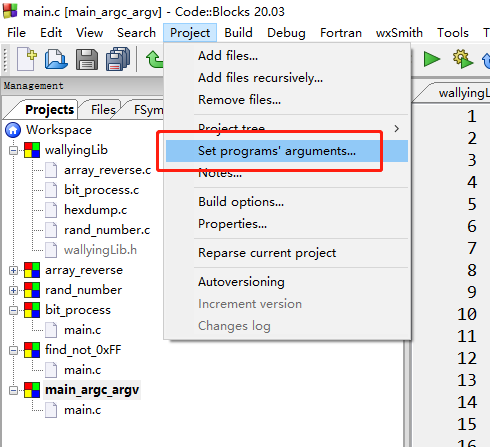 main.c [main_argc_argv] - Code::Blocks 20.03
File Edit View Search Project Build Debug Fortran wxSmith Tools T
Management
Projects Files FSym
wallyingL
Add files...
Add files recursively...
Remove files...
Project tree
Set programs' arguments...
Notes...
Build options...
Properties...
Reparse current project
Autoversioning
Increment version
Changes log
Workspace
wallyingLib
array_reverse.c
bit_process.c
hexdump.c
rand_number.c
wallyingLib.h
array_reverse
rand_number
bit_process
main.c
find_not_0xFF
main.c
main_argc_argv
main.c
1
2
3
4
5
6
7
8
9
10
11
12
13
14
15
16